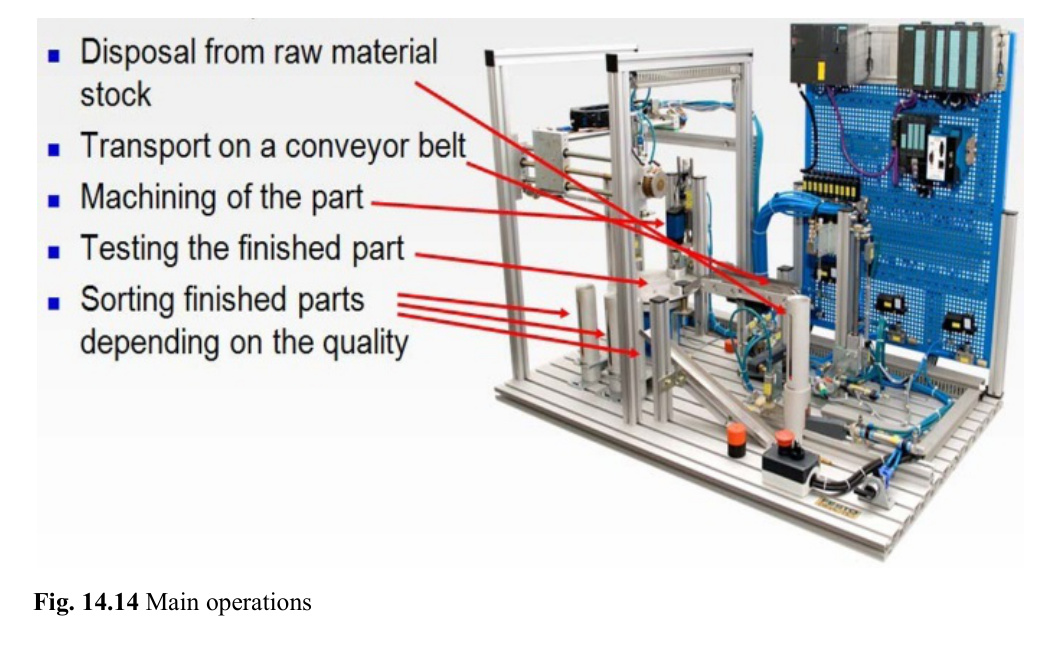 Disposal from raw material
stock
Transport on a conveyor belt
Machining of the part
Testing the finished part
Sorting finished parts
depending on the quality
FESTO
Fig. 14.14 Main operations